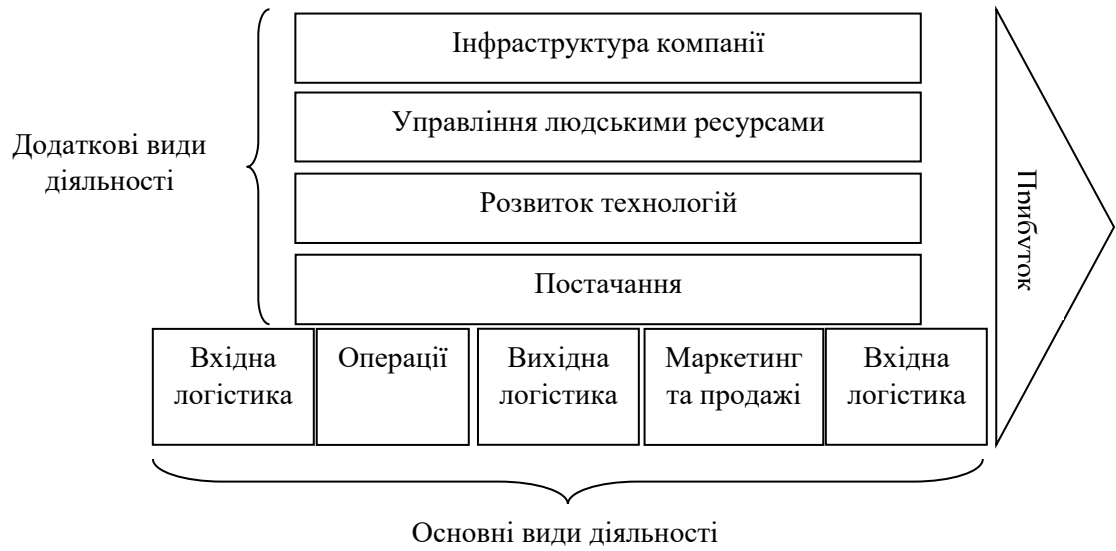 Інфраструктура компанії
Управління людськими ресурсами
Додаткові види
діяльності
Розвиток технологій
Постачання
Прибуток
Вхідна
логістика
Операції
Вихідна
логістика
Маркетинг
та продажі
Вхідна
логістика
Основні види діяльності